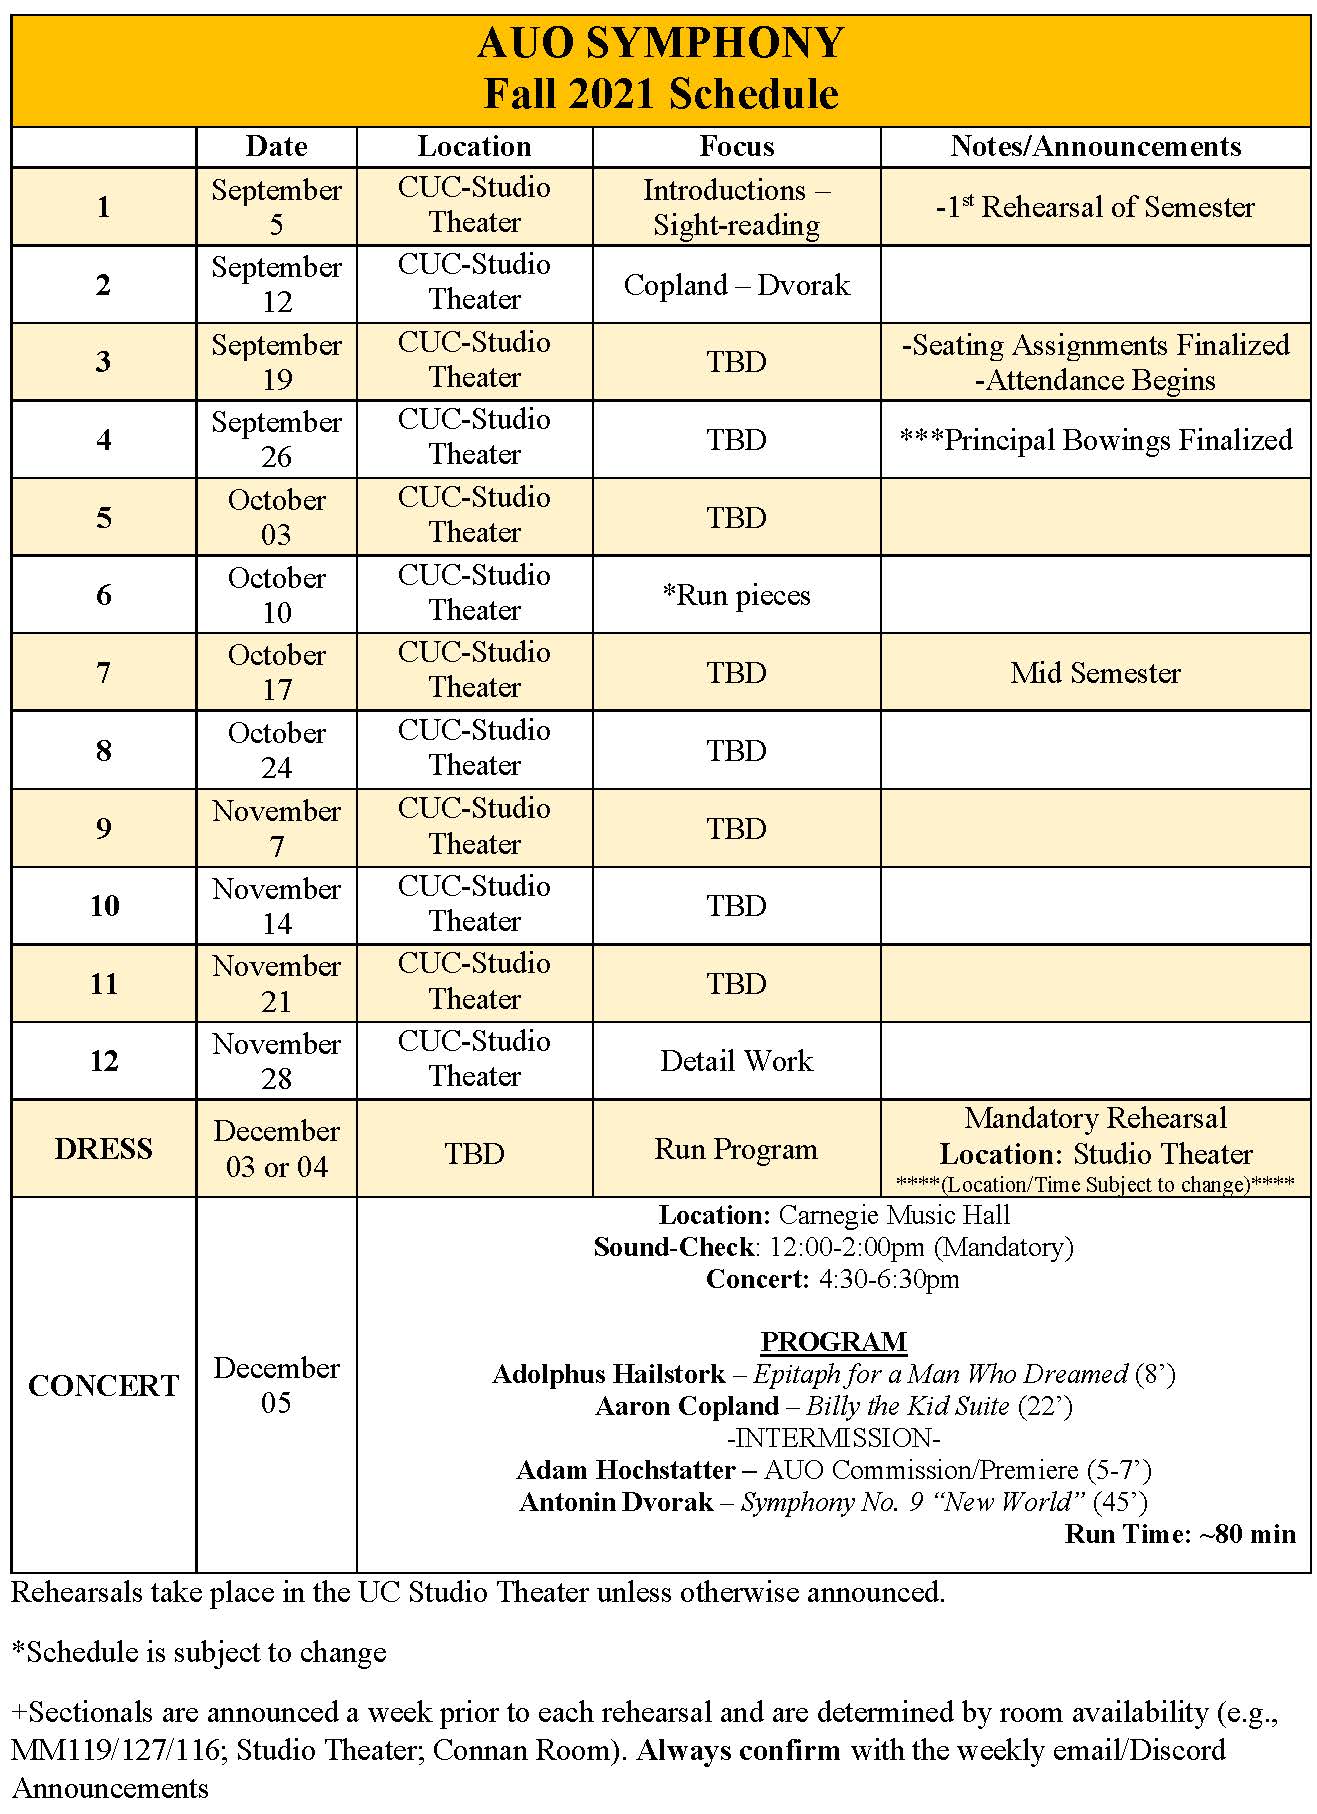 AUO SYMPHONY
Fall 2021 Schedule
Date Location Focus Notes/Announcements
1 September 5 CUC-Studio Theater Introductions – Sight-reading -1st Rehearsal of Semester
2 September 12 CUC-Studio Theater Copland – Dvorak
3 September 19 CUC-Studio Theater TBD -Seating Assignments Finalized -Attendance Begins
4 September 26 CUC-Studio Theater TBD ***Principal Bowings Finalized
5 October 03 CUC-Studio Theater TBD
6 October 10 CUC-Studio Theater *Run pieces
7 October 17 CUC-Studio Theater TBD Mid Semester
8 October 24 CUC-Studio Theater TBD
9 November 7 CUC-Studio Theater TBD
10 November 14 CUC-Studio Theater TBD
11 November 21 CUC-Studio Theater TBD
12 November 28 CUC-Studio Theater Detail Work
DRESS December 03 or 04 TBD Run Program Mandatory Rehearsal Location: Studio Theater ****(Location/Time Subject to change)****
CONCERT December 05
Location: Carnegie Music Hall
Sound-Check: 12:00-2:00pm (Mandatory)
Concert: 4:30-6:30pm
PROGRAM
Adolphus Hailstork – Epitaph for a Man Who Dreamed (8’)
Aaron Copland – Billy the Kid Suite (22’)
-INTERMISSION-
Adam Hochstatter – AUO Commission/Premiere (5-7’)
Antonin Dvorak – Symphony No. 9 “New World” (45’)
Run Time: ~80 min
Rehearsals take place in the UC Studio Theater unless otherwise announced.
*Schedule is subject to change
+Sectionals are announced a week prior to each rehearsal and are determined by room availability (e.g.,
MM119/127/116; Studio Theater; Connan Room). Always confirm with the weekly email/Discord
Announcements